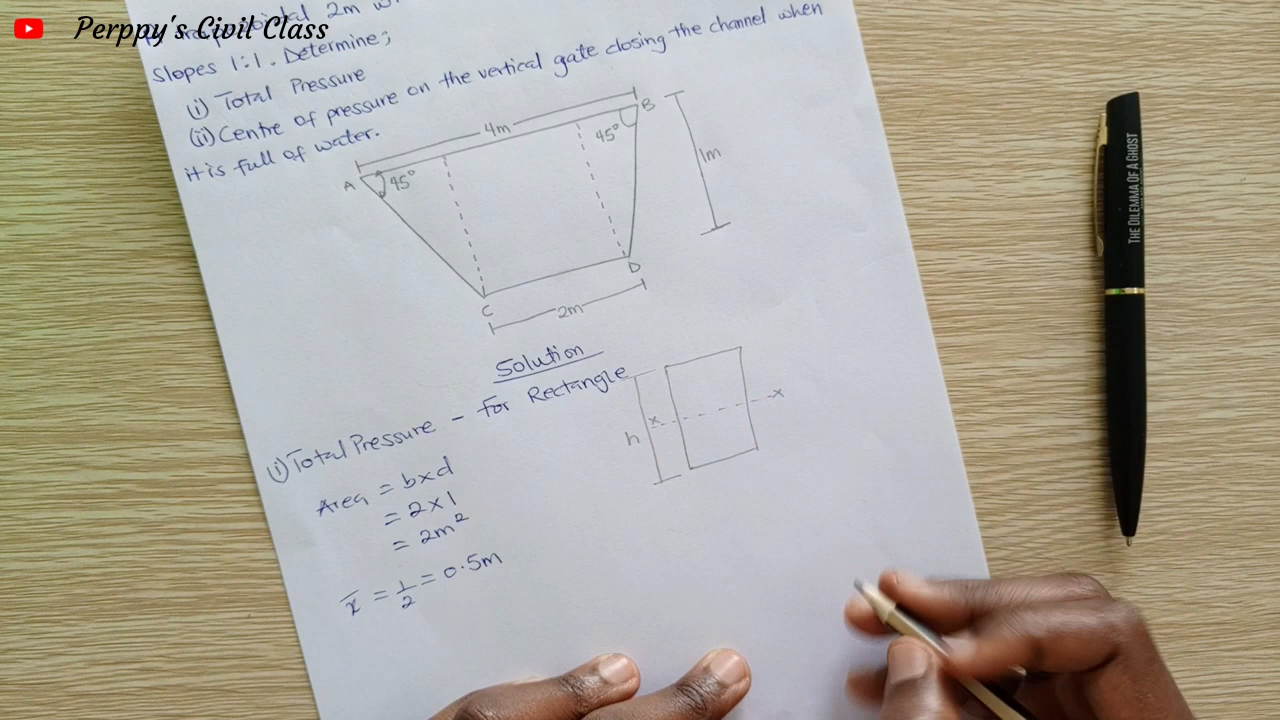 Perppy's Civil Class
2m
Slopes 1:1. Determine;
(i) Total Pressure
(ii) Centre of pressure on the vertical gate closing the channel when
it is full of water.
4m
A
B
45°
45°
1m
C
D
2m
Solution
(i) Total Pressure - for Rectangle
Area = b×d
= 2×1
= 2m²
x̄ = 1/2 = 0.5m
h
x
x
THE DILEMMA OF A GHOST